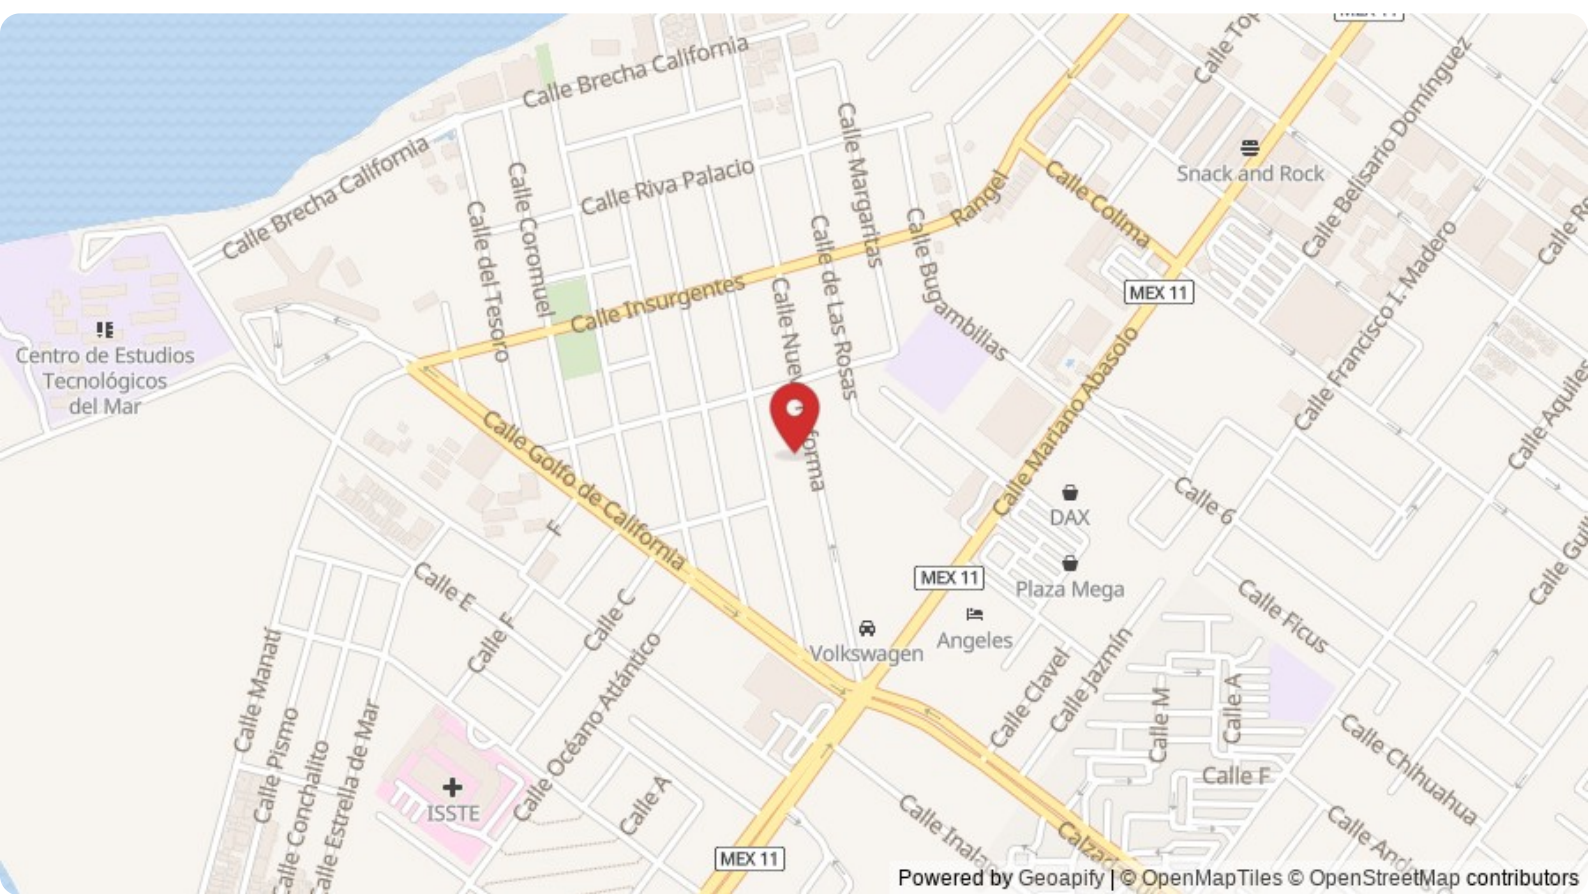 MEX 11
Calle Brecha California
Calle Brecha California
Calle Riva Palacio
Calle Margaritas
Calle Coromuel
Calle del Tesoro
Calle de Las Rosas
Calle Bugambilias
Rangel
Calle Colima
Snack and Rock
Calle Belisario Domínguez
Calle Insurgentes
MEX 11
Calle Francisco I. Madero
Centro de Estudios
Tecnológicos
del Mar
Calle Mariano Abasolo
Calle Golfo de California
Calle 6
DAX
MEX 11
Plaza Mega
Angeles
Volkswagen
F
Calle E
Calle F
Calle C
Calle Océano Atlántico
Calle Manatí
Calle Pismo
Calle Conchalito
Calle Estrella de Mar
Calle Ficus
Calle Jazmín
Calle Clavel
Calle M
Calle A
Calle F
Calle Chihuahua
ISSTE
Calle A
MEX 11
Powered by Geoapify | © OpenMapTiles © OpenStreetMap contributors